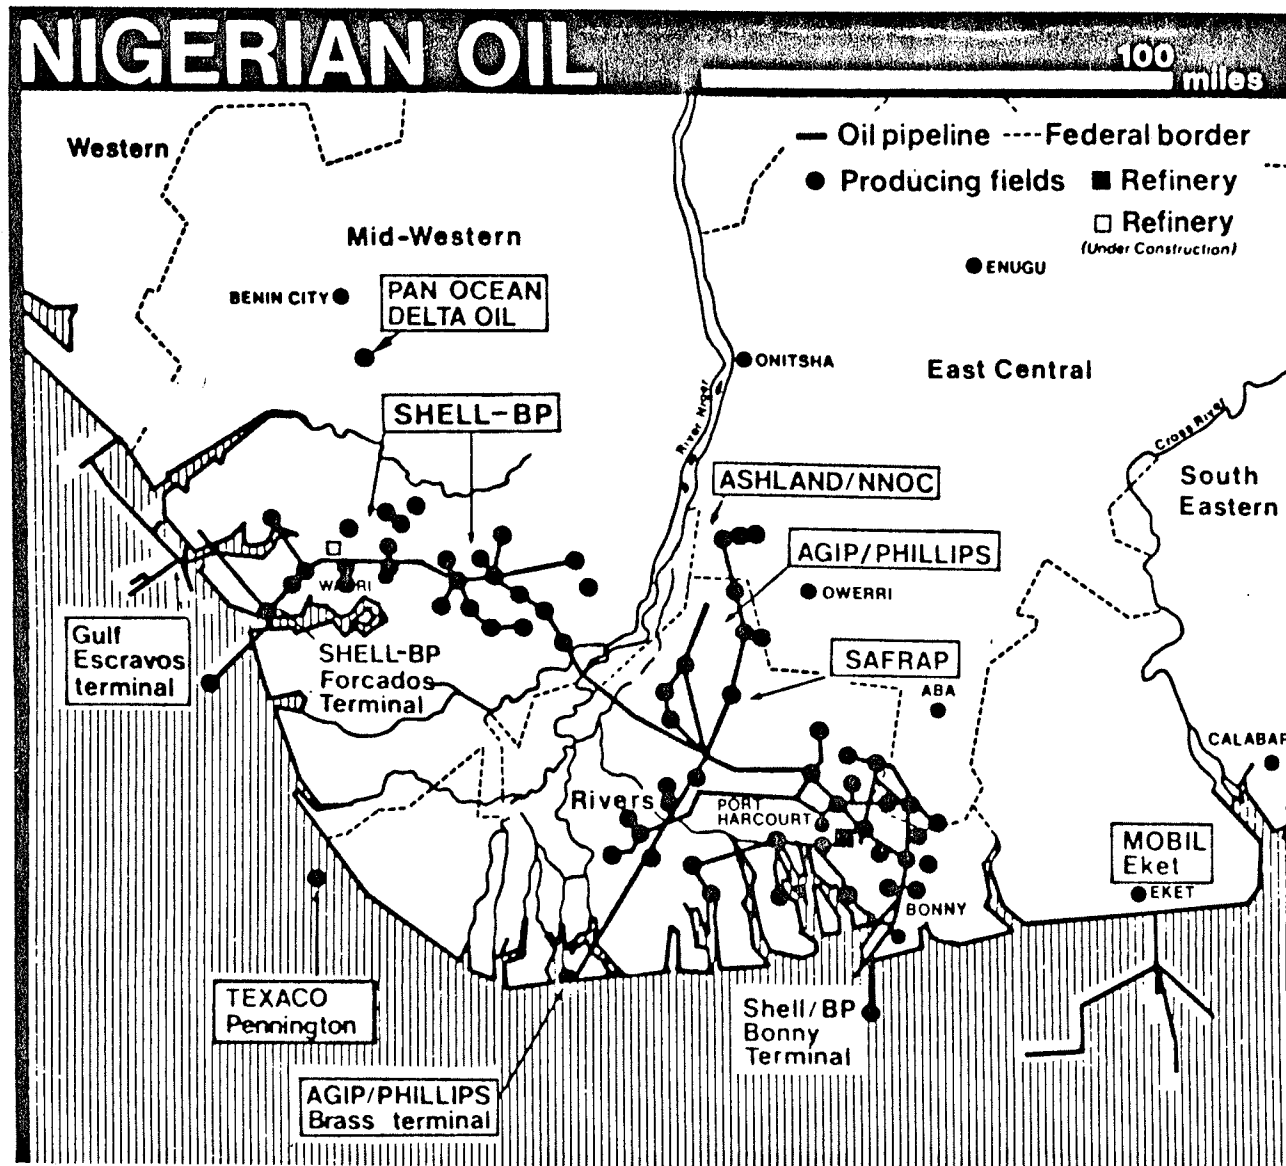 NIGERIAN OIL
100
miles
Oil pipeline
Federal border
Producing fields
Refinery
Refinery
(Under Construction)
Western
Mid-Western
BENIN CITY
PAN OCEAN
DELTA OIL
ENUGU
ONITSHA
East Central
River Niger
Cross River
SHELL-BP
South
Eastern
ASHLAND/NNOC
AGIP/PHILLIPS
OWERRI
WARRI
Gulf
Escravos
terminal
SHELL-BP
Forcados
Terminal
SAFRAP
ABA
CALABAR
Rivers
PORT
HARCOURT
MOBIL
Eket
EKET
BONNY
TEXACO
Pennington
Shell/BP
Bonny
Terminal
AGIP/PHILLIPS
Brass terminal